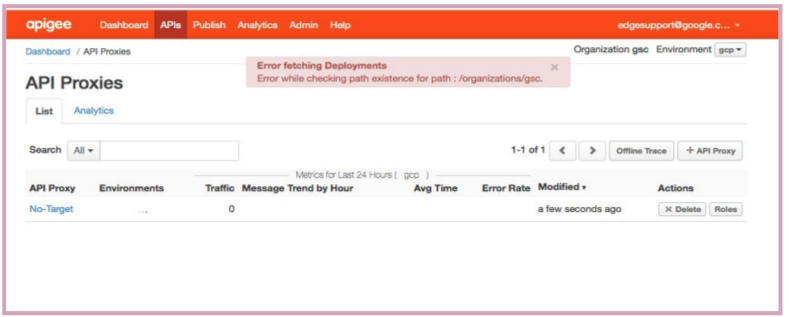 apigee Dashboard APIs Publish Analytics Admin Help edgesupport@google.c...
Dashboard / API Proxies Organization gsc Environment gcp
Error fetching Deployments ×
Error while checking path existence for path : /organizations/gsc.
API Proxies
List Analytics
Search All 1-1 of 1 < > Offline Trace + API Proxy
Metrics for Last 24 Hours ( gcp )
API Proxy Environments Traffic Message Trend by Hour Avg Time Error Rate Modified Actions
No-Target ... 0 a few seconds ago × Delete Roles